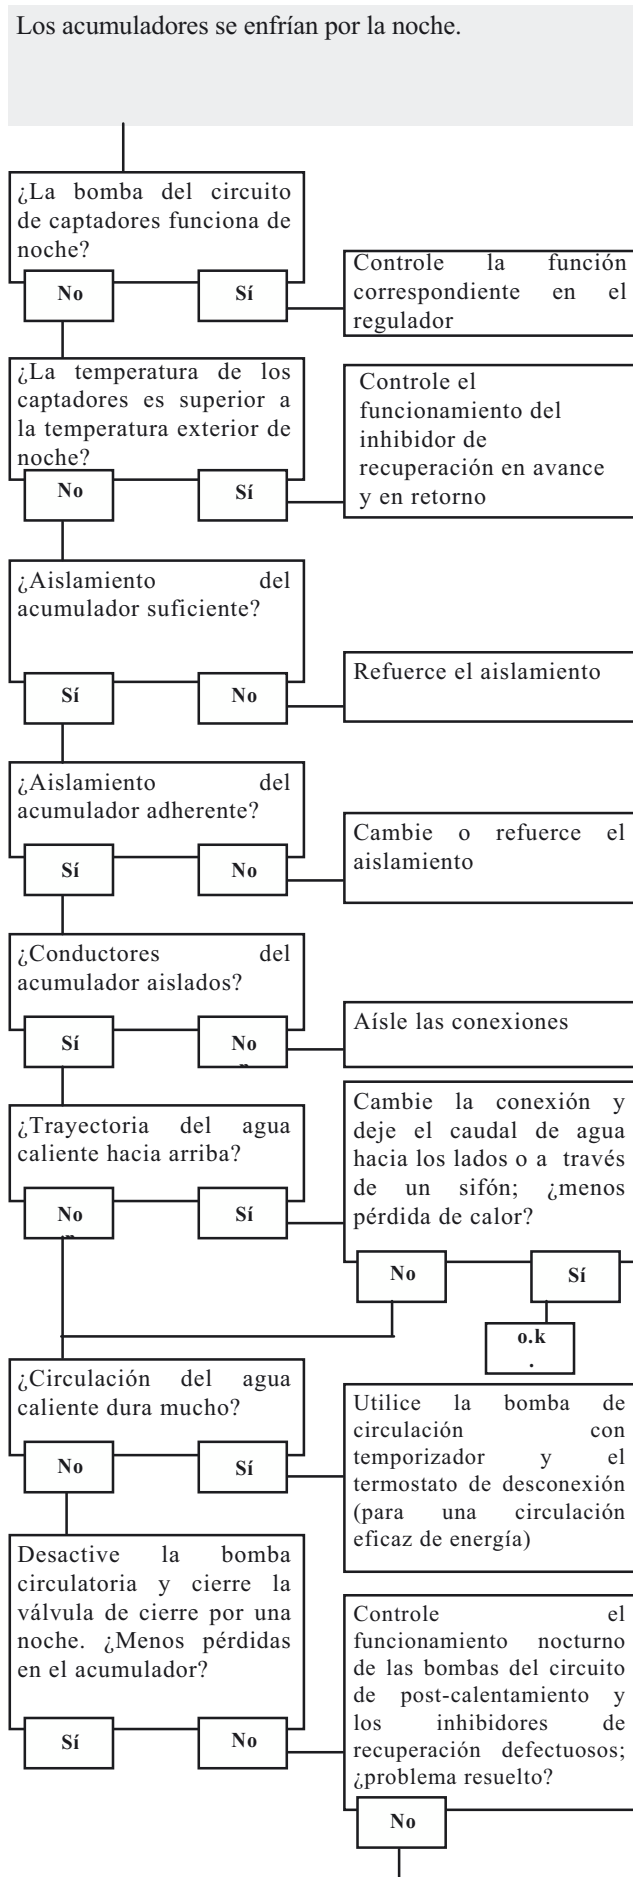 Los acumuladores se enfrían por la noche.
¿La bomba del circuito
de captadores funciona de
noche?
No
Sí
Controle la función
correspondiente en el
regulador
¿La temperatura de los
captadores es superior a
la temperatura exterior de
noche?
No
Sí
Controle el
funcionamiento del
inhibidor de
recuperación en avance
y en retorno
¿Aislamiento del
acumulador suficiente?
Sí
No
Refuerce el aislamiento
¿Aislamiento del
acumulador adherente?
Sí
No
Cambie o refuerce el
aislamiento
¿Conductores del
acumulador aislados?
Sí
No
Aísle las conexiones
¿Trayectoria del agua
caliente hacia arriba?
No
Sí
Cambie la conexión y
deje el caudal de agua
hacia los lados o a través
de un sifón; ¿menos
pérdida de calor?
No
Sí
o.k
.
¿Circulación del agua
caliente dura mucho?
No
Sí
Utilice la bomba de
circulación con
temporizador y el
termostato de desconexión
(para una circulación
eficaz de energía)
Desactive la bomba
circulatoria y cierre la
válvula de cierre por una
noche. ¿Menos pérdidas
en el acumulador?
Sí
No
Controle el
funcionamiento nocturno
de las bombas del circuito
de post-calentamiento y
los inhibidores de
recuperación defectuosos;
¿problema resuelto?
No